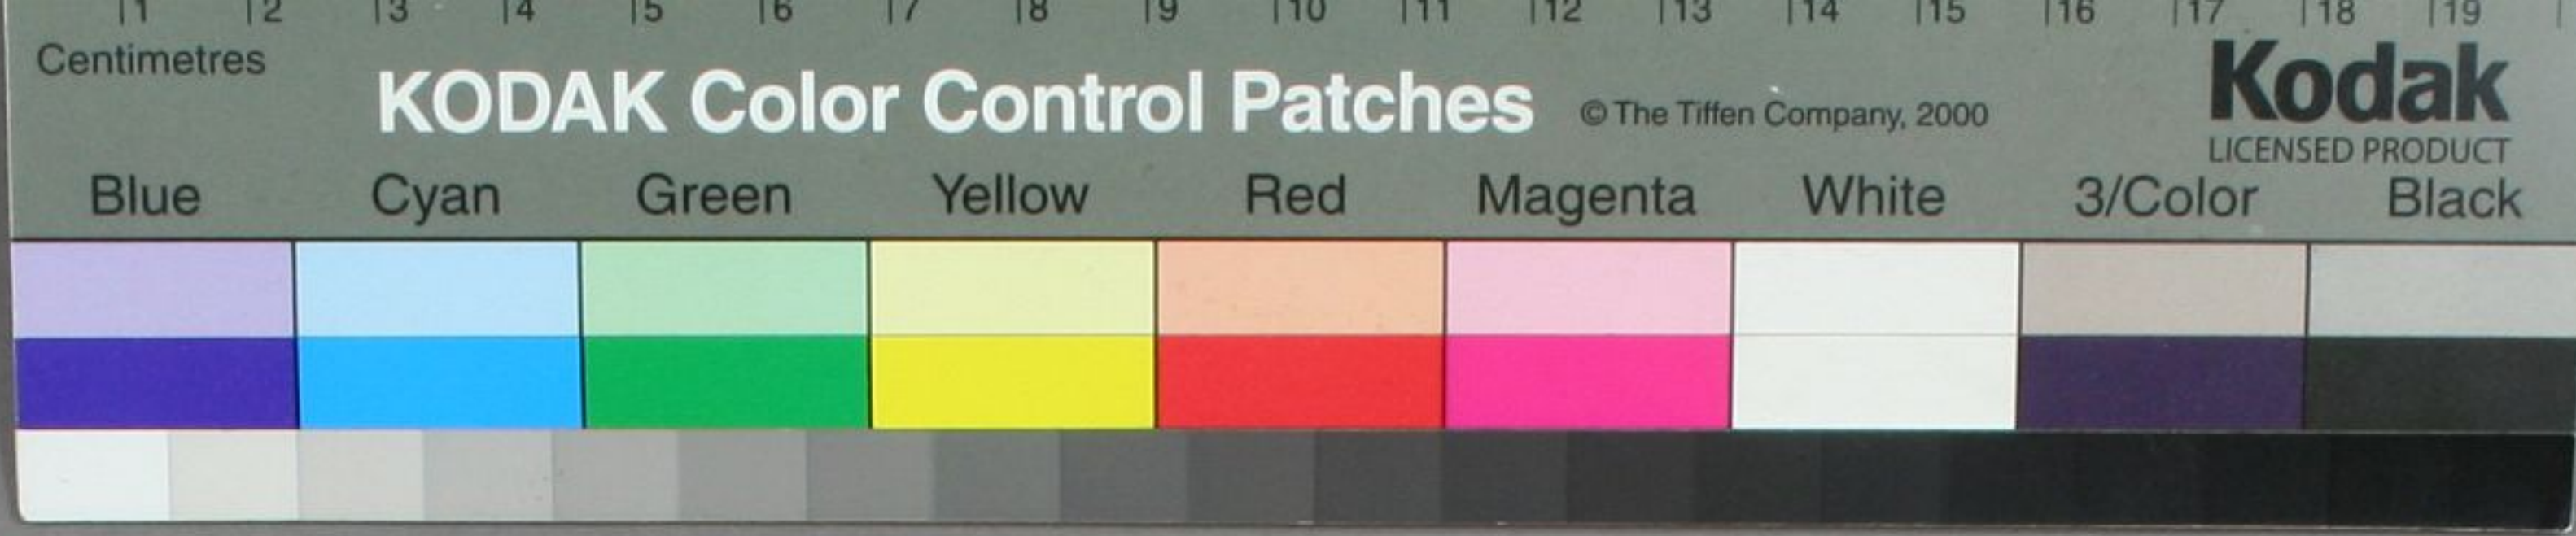 1 2 3 4 5 6 7 8 9 10 11 12 13 14 15 16 17 18 19
Centimetres
KODAK Color Control Patches © The Tiffen Company, 2000
Kodak
LICENSED PRODUCT
Blue Cyan Green Yellow Red Magenta White 3/Color Black